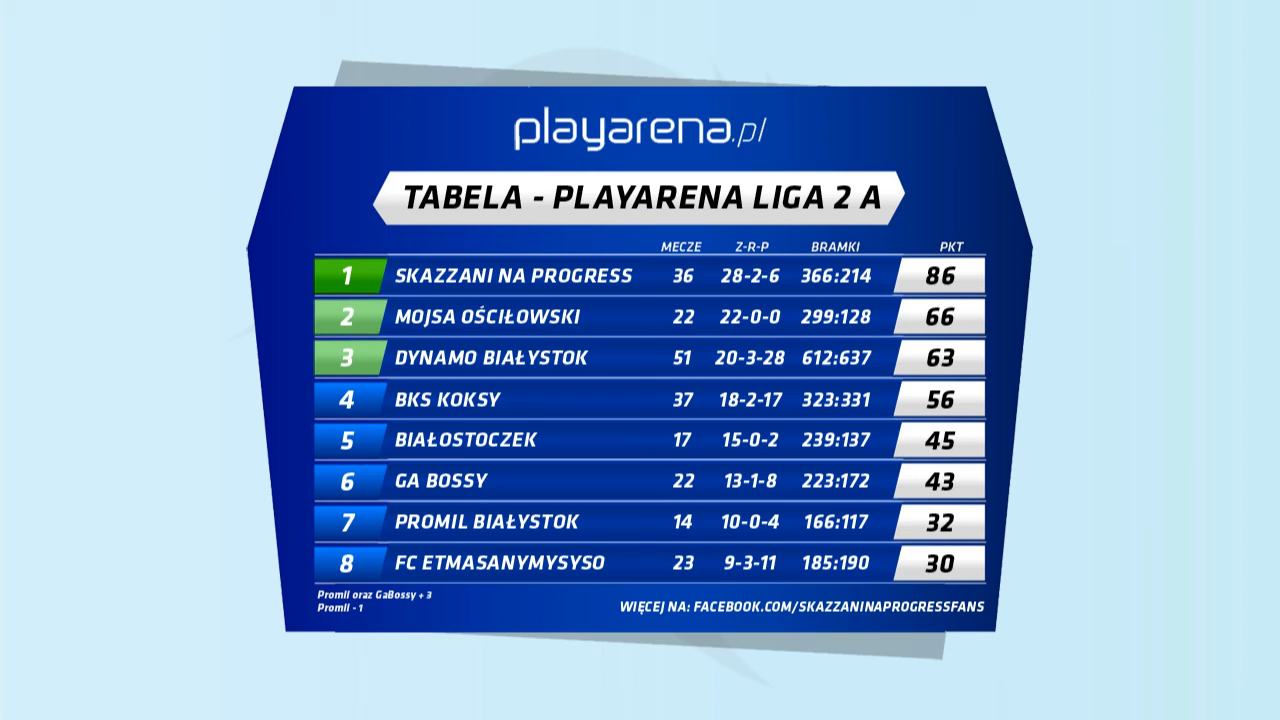 playarena.pl
TABELA - PLAYARENA LIGA 2 A
MECZE Z-R-P BRAMKI PKT
1 SKAZZANI NA PROGRESS 36 28-2-6 366:214 86
2 MOJSA OŚCIŁOWSKI 22 22-0-0 299:128 66
3 DYNAMO BIAŁYSTOK 51 20-3-28 612:637 63
4 BKS KOKSY 37 18-2-17 323:331 56
5 BIAŁOSTOCZEK 17 15-0-2 239:137 45
6 GA BOSSY 22 13-1-8 223:172 43
7 PROMIL BIAŁYSTOK 14 10-0-4 166:117 32
8 FC ETMASANYMYSYSO 23 9-3-11 185:190 30
Promil oraz GaBossy + 3
Promil - 1
WIĘCEJ NA: FACEBOOK.COM/SKAZZANINAPROGRESSFANS